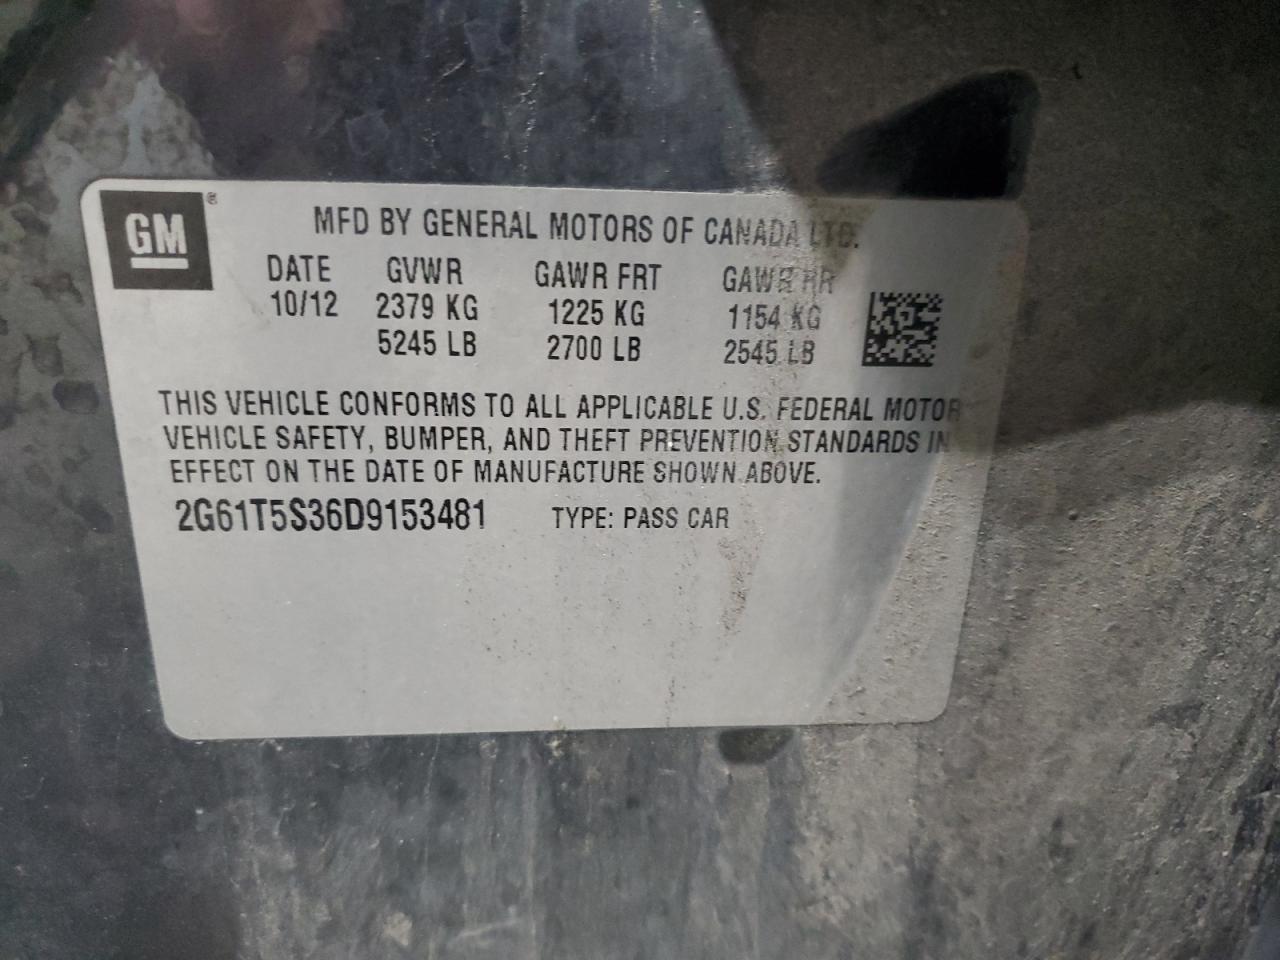 GM®
MFD BY GENERAL MOTORS OF CANADA LTD.
DATE GVWR GAWR FRT GAWR RR
10/12 2379 KG 1225 KG 1154 KG
5245 LB 2700 LB 2545 LB
THIS VEHICLE CONFORMS TO ALL APPLICABLE U.S. FEDERAL MOTOR
VEHICLE SAFETY, BUMPER, AND THEFT PREVENTION STANDARDS IN
EFFECT ON THE DATE OF MANUFACTURE SHOWN ABOVE.
2G61T5S36D9153481 TYPE: PASS CAR